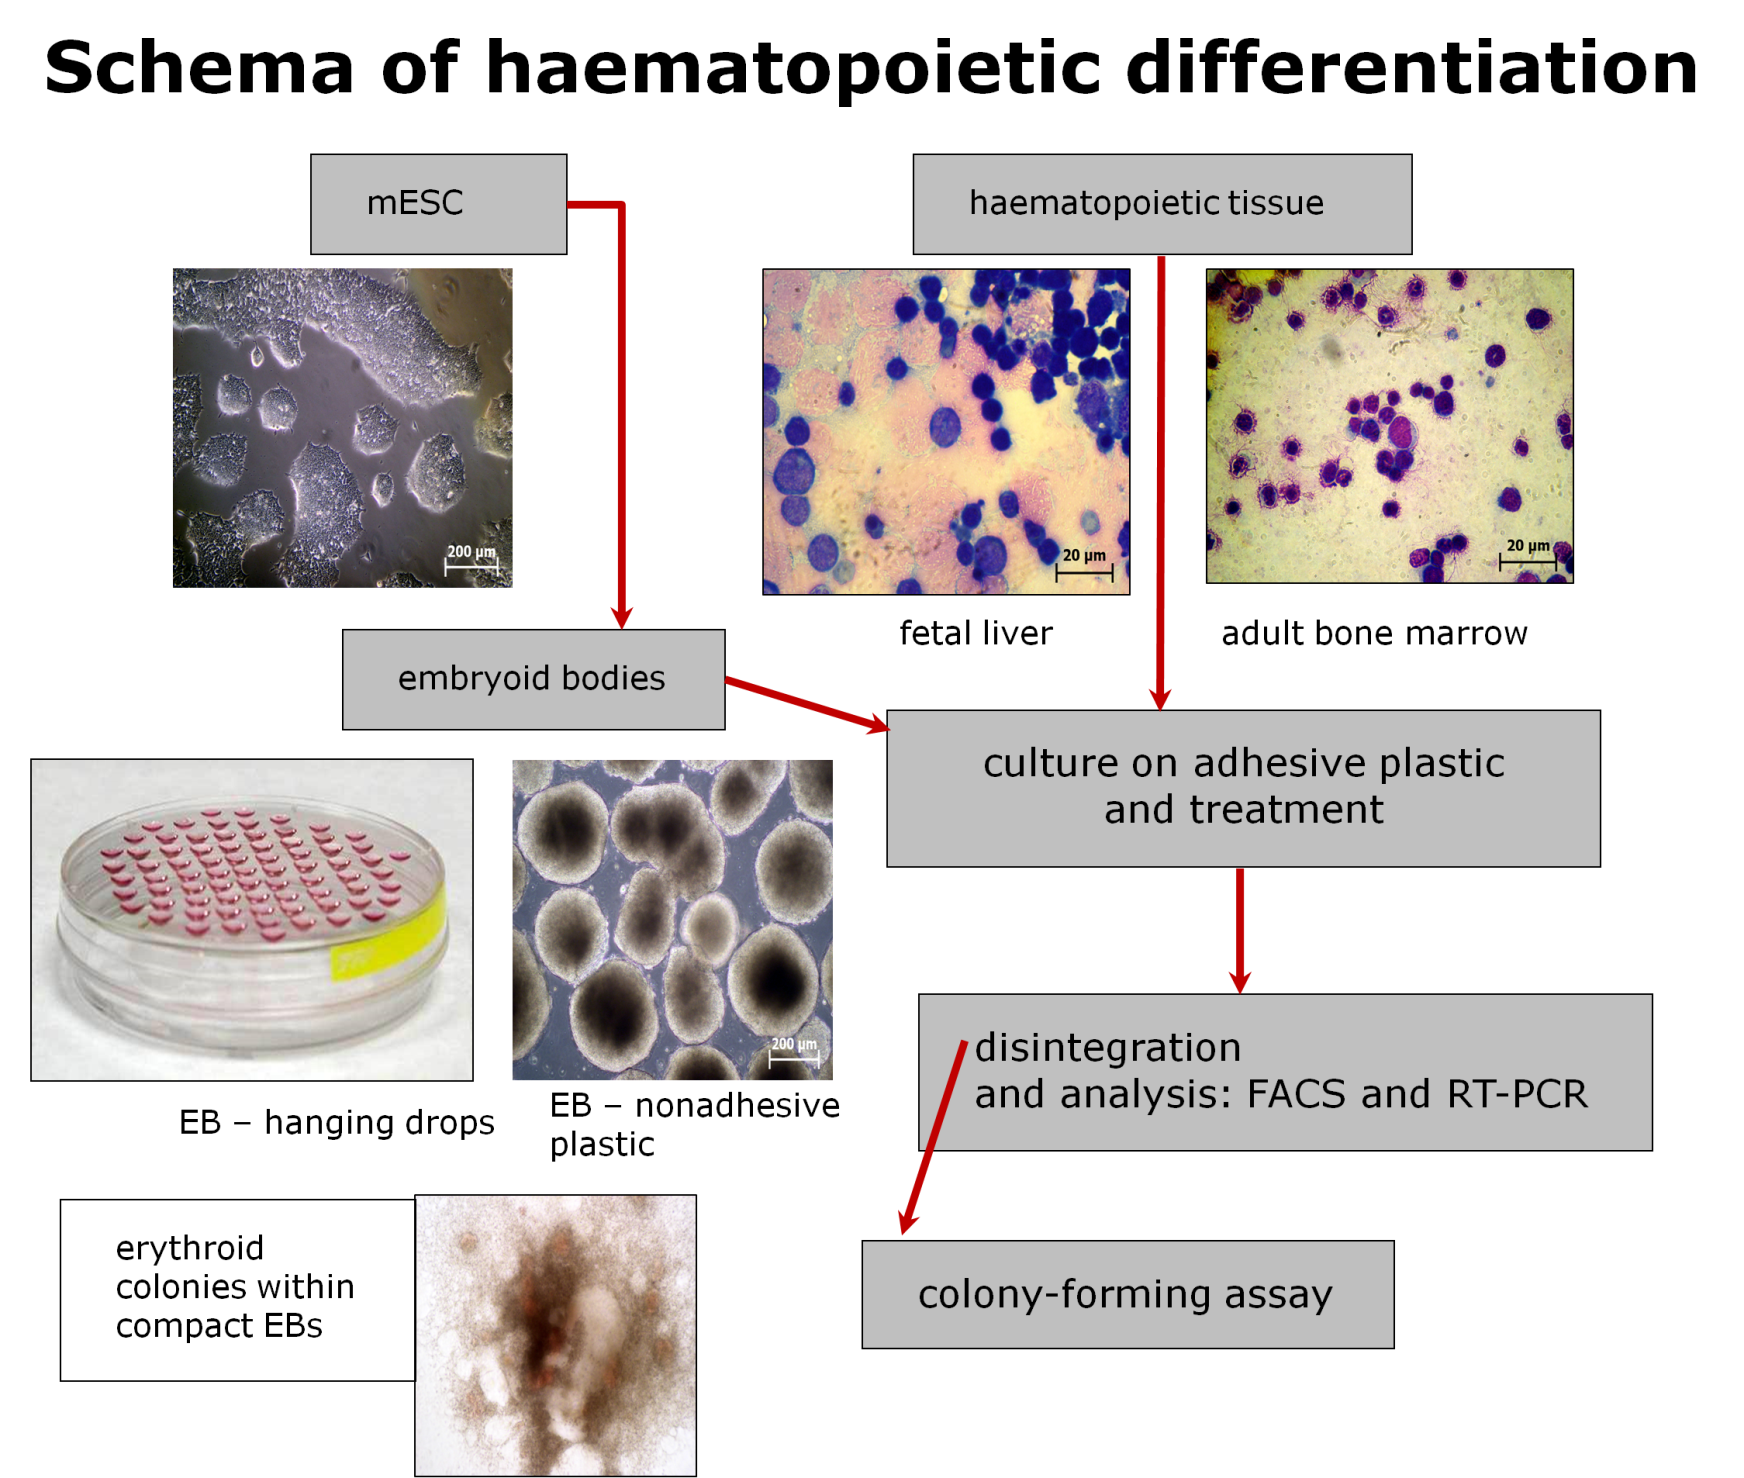 Schema of haematopoietic differentiation
mESC
haematopoietic tissue
200 µm
20 µm
20 µm
fetal liver
adult bone marrow
embryoid bodies
culture on adhesive plastic
and treatment
200 µm
EB – hanging drops
EB – nonadhesive
plastic
disintegration
and analysis: FACS and RT-PCR
erythroid
colonies within
compact EBs
colony-forming assay